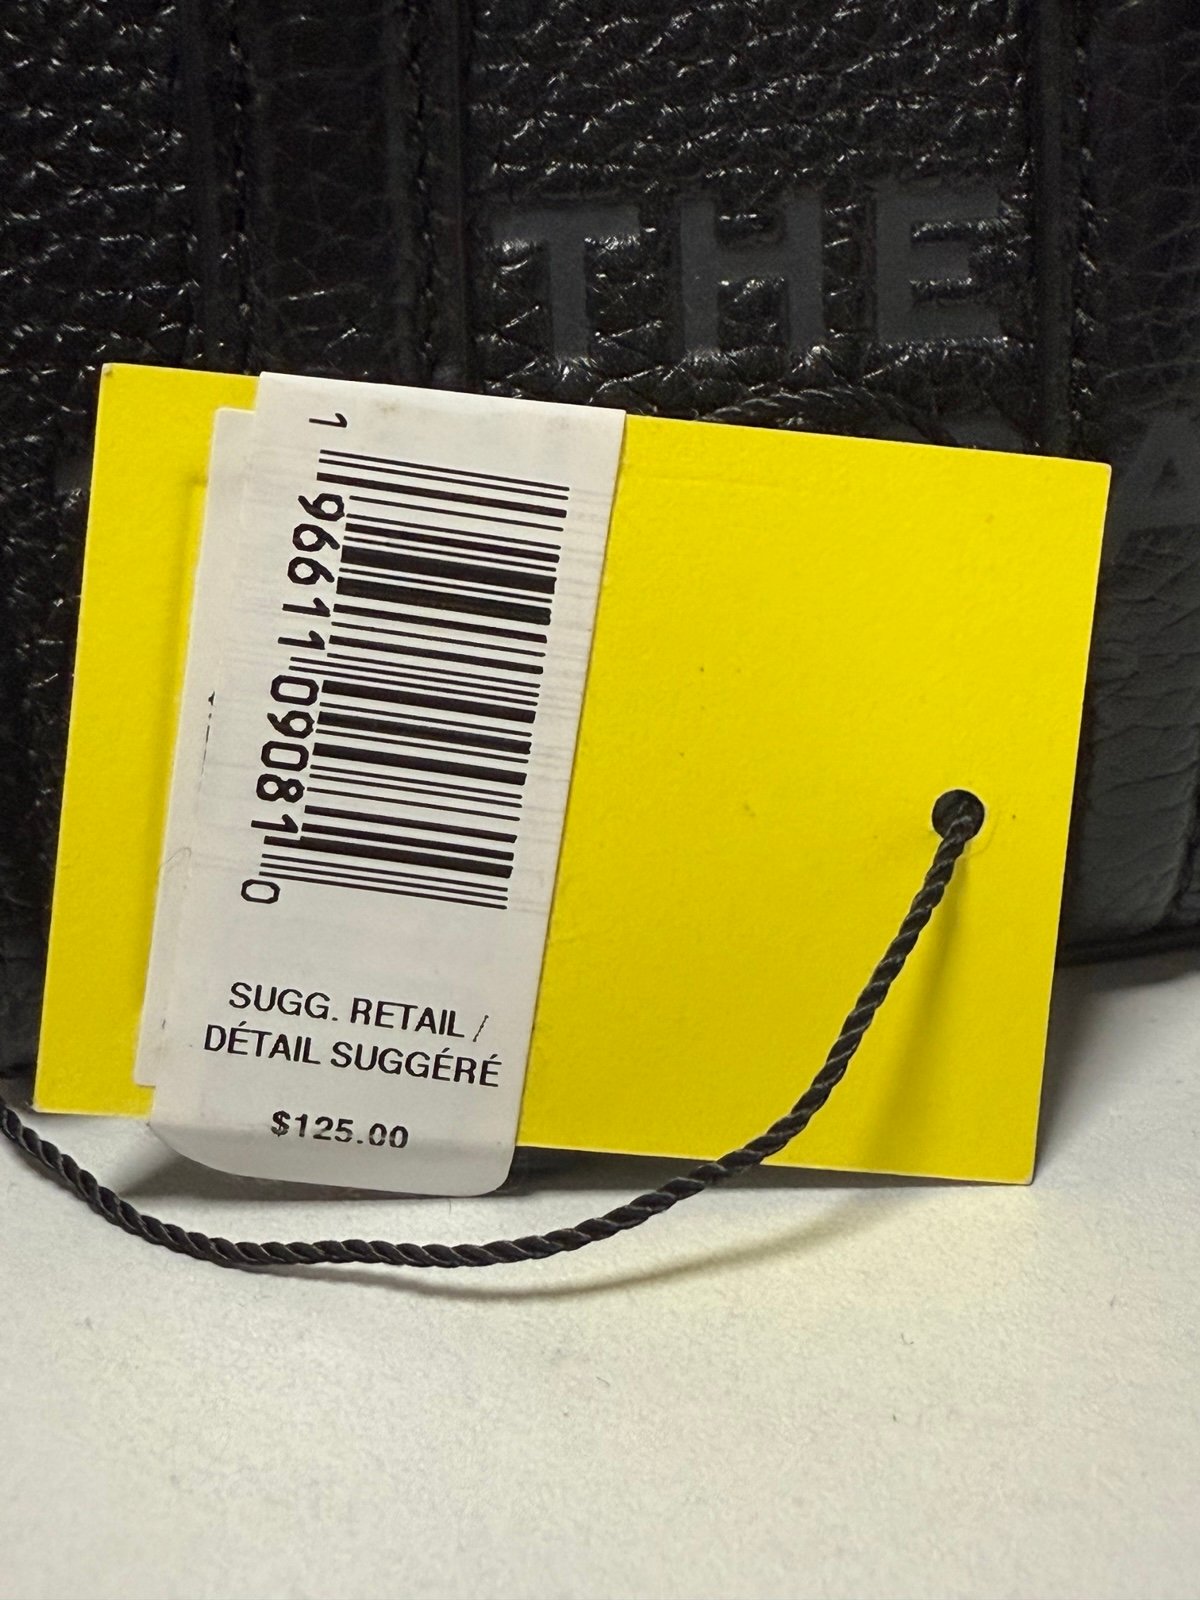 THE
1 96611 09081 0
SUGG. RETAIL /
DÉTAIL SUGGÉRÉ
$125.00